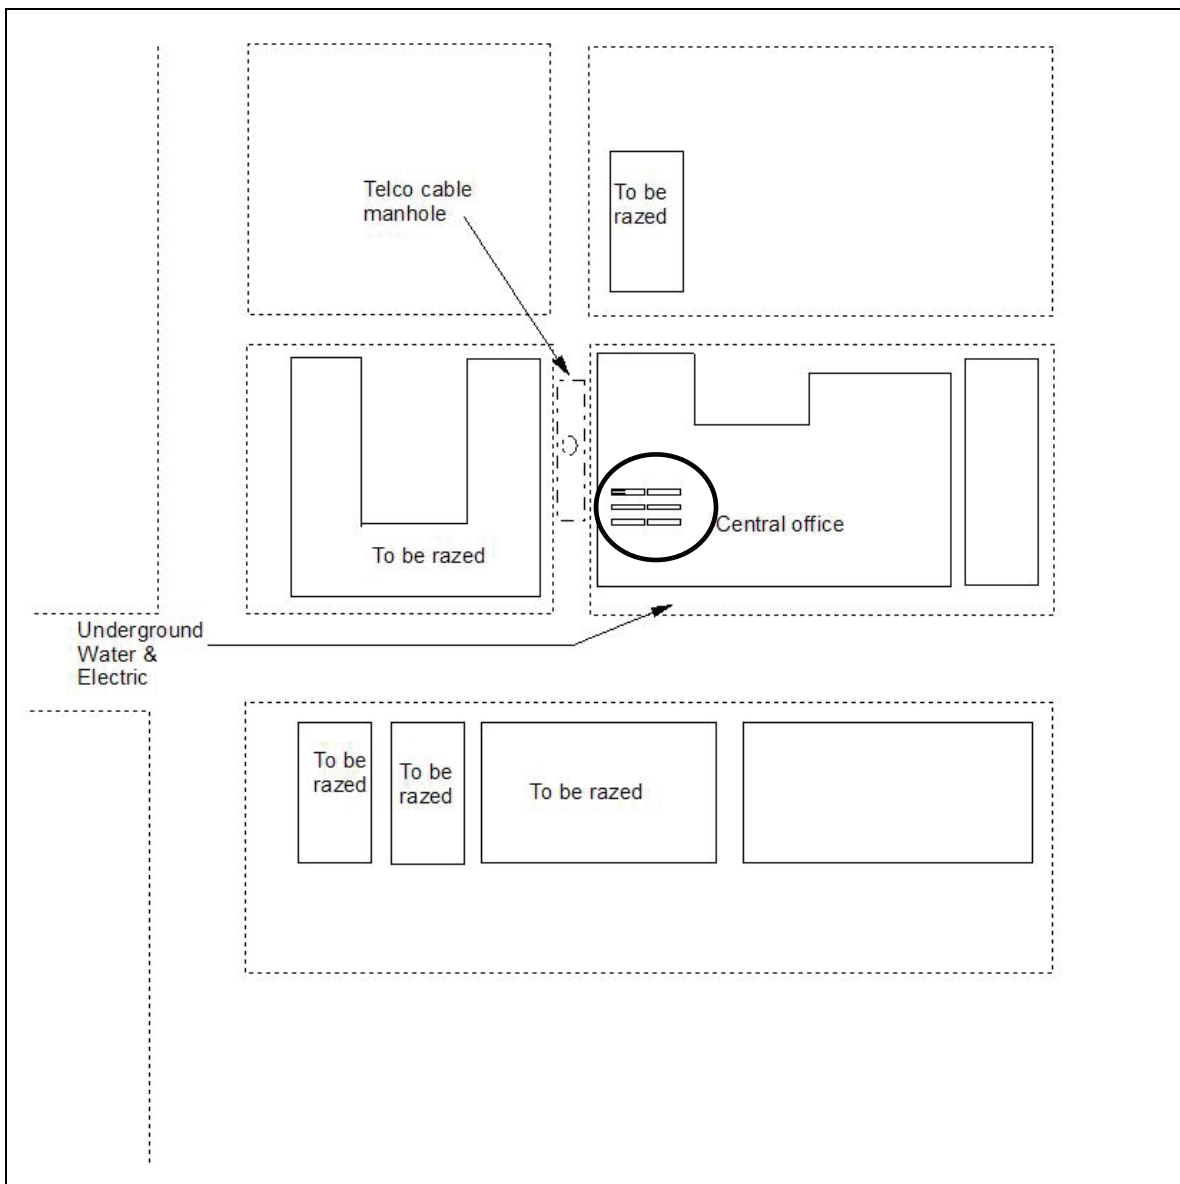 To be
razed
Telco cable
manhole
Central office
To be razed
Underground
Water &
Electric
To be
razed
To be
razed
To be razed